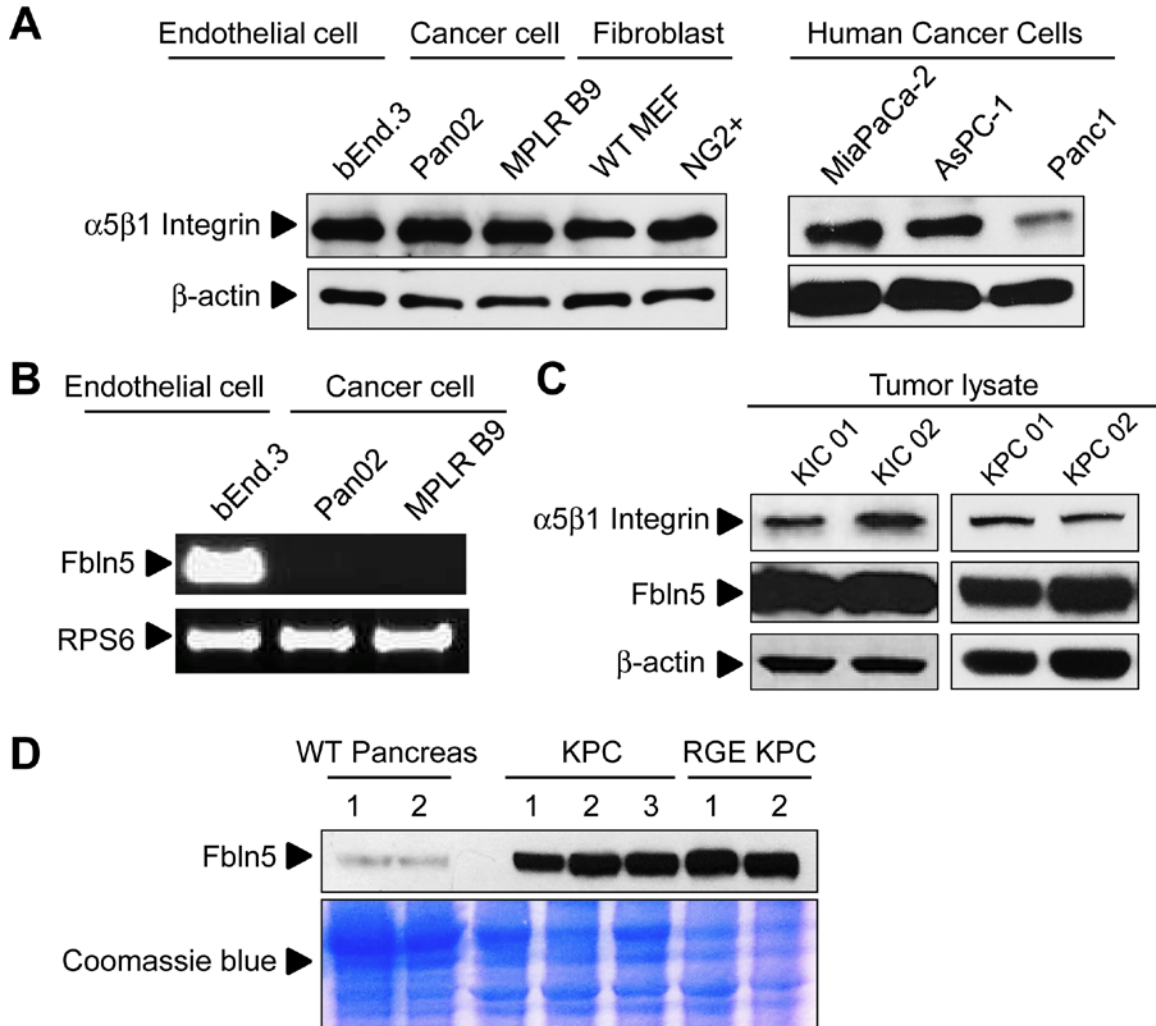 A
Endothelial cell Cancer cell Fibroblast Human Cancer Cells
bEnd.3 Pan02 MPLR B9 WT MEF NG2+ MiaPaCa-2 AsPC-1 Panc1
α5β1 Integrin
β-actin
B
Endothelial cell Cancer cell
bEnd.3 Pan02 MPLR B9
Fbln5
RPS6
C
Tumor lysate
KIC 01 KIC 02 KPC 01 KPC 02
α5β1 Integrin
Fbln5
β-actin
D
WT Pancreas KPC RGE KPC
1 2 1 2 3 1 2
Fbln5
Coomassie blue